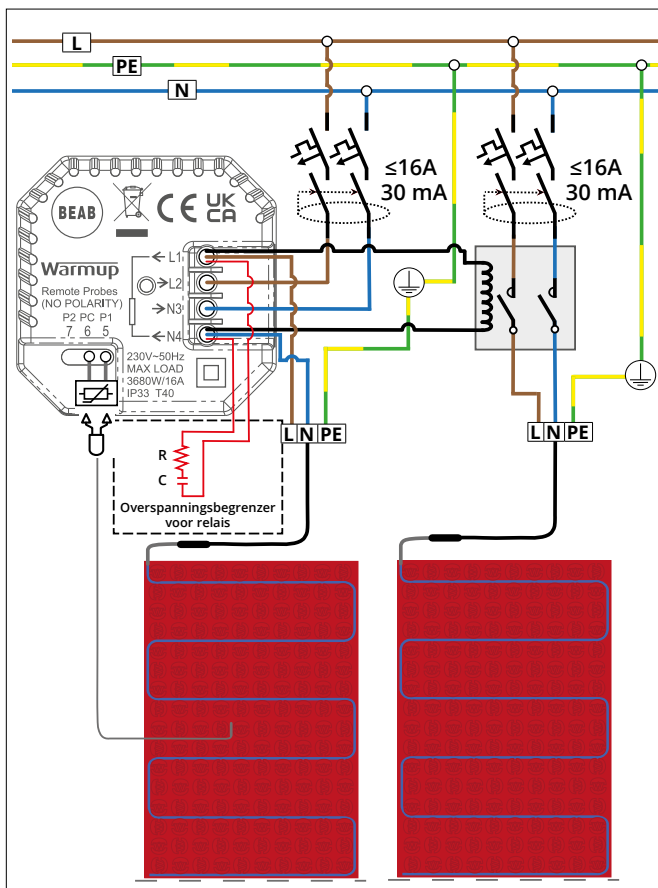 L
PE
N
≤16A
30 mA
≤16A
30 mA
BEAB
CE
UK
CA
Warmup
Remote Probes
(NO POLARITY)
P2 PC P1
7 6 5
L1
L2
N3
N4
230V~50Hz
MAX LOAD
3680W/16A
IP33 T40
L N PE
L N PE
R
C
Overspanningsbegrenzer
voor relais